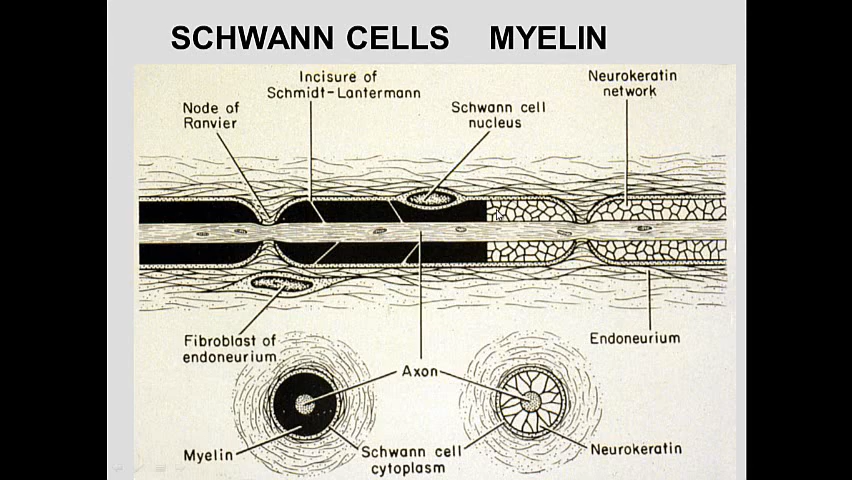 SCHWANN CELLS MYELIN
Incisure of
Schmidt-Lantermann
Neurokeratin
network
Node of
Ranvier
Schwann cell
nucleus
Fibroblast of
endoneurium
Endoneurium
Axon
Myelin
Schwann cell
cytoplasm
Neurokeratin